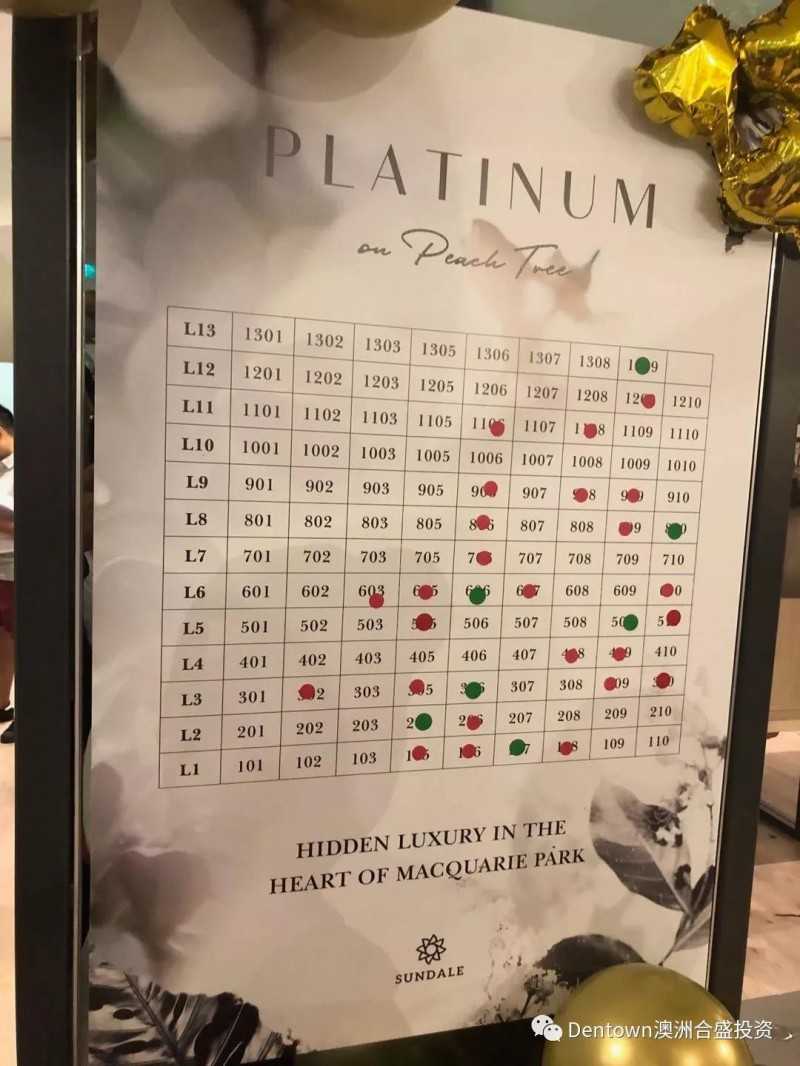 PLATINUM
on Peach Tree
L13 1301 1302 1303 1305 1306 1307 1308
L12 1201 1202 1203 1205 1206 1207 1208 1210
L11 1101 1102 1103 1105 1106 1107 1109 1110
L10 1001 1002 1003 1005 1006 1007 1008 1009 1010
L9 901 902 903 905 907 910
L8 801 802 803 805 807 808
L7 701 702 703 705 707 708 709 710
L6 601 602 603 608 609
L5 501 502 503 506 507 508
L4 401 402 403 405 406 407 410
L3 301 303 307 308
L2 201 202 203 207 208 209 210
L1 101 102 103 109 110
HIDDEN LUXURY IN THE
HEART OF MACQUARIE PARK
SUNDALE
Dentown澳洲合盛投资